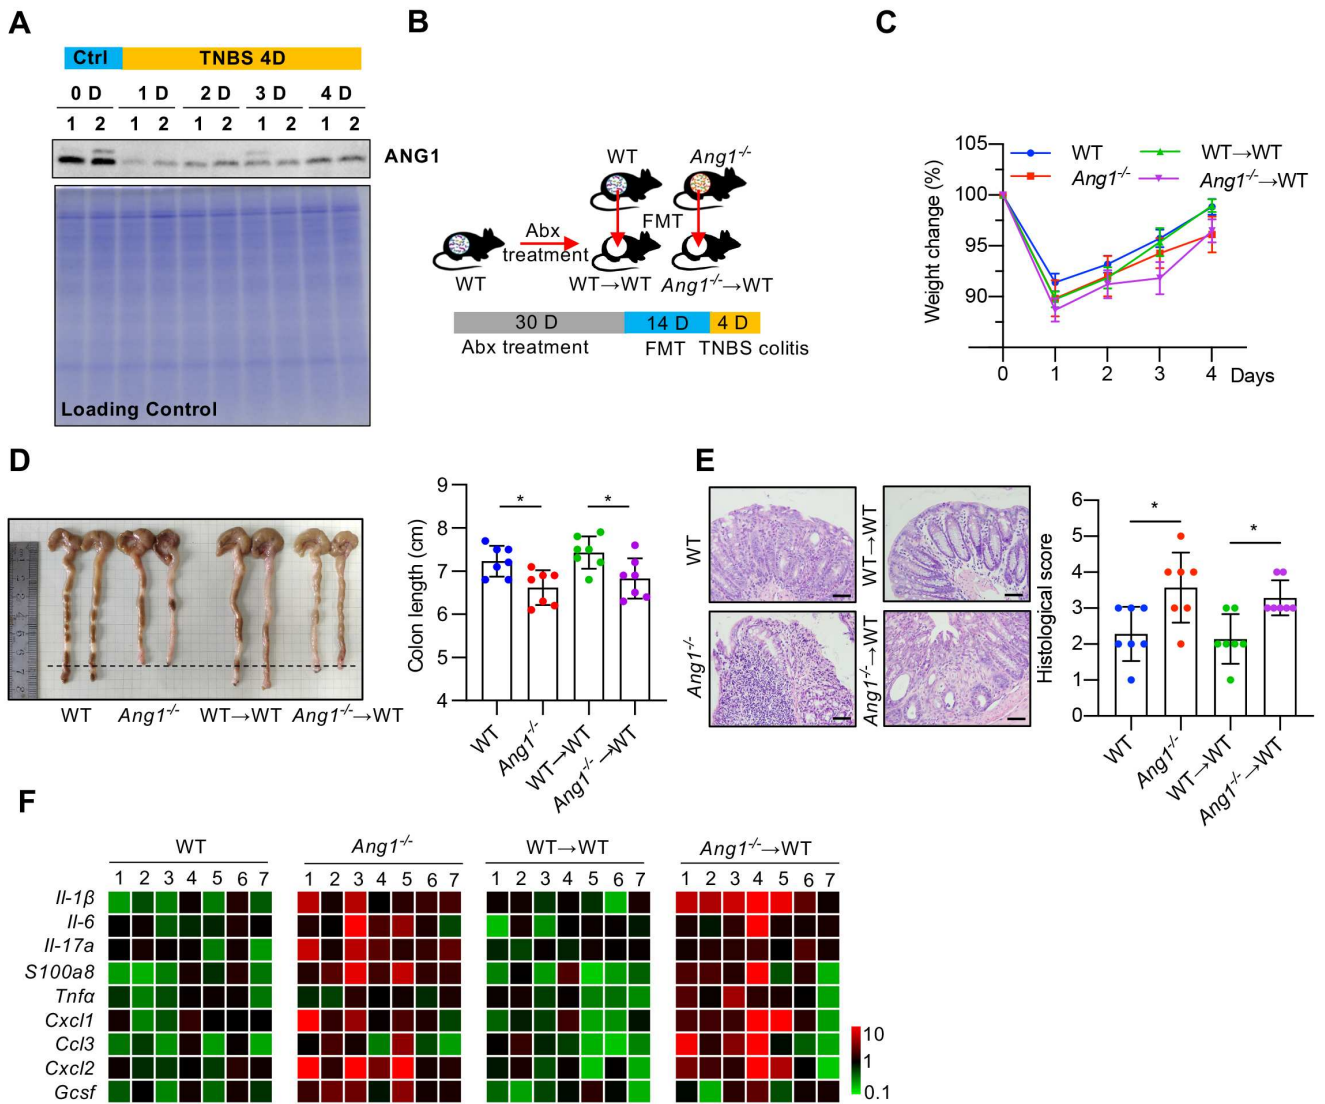 A
Ctrl TNBS 4D
0 D 1 D 2 D 3 D 4 D
1 2 1 2 1 2 1 2 1 2
ANG1
Loading Control
B
WT Ang1-/-
FMT
Abx
treatment
WT WT→WT Ang1-/-→WT
30 D 14 D 4 D
Abx treatment FMT TNBS colitis
C
Weight change (%)
105
100
95
90
WT WT→WT
Ang1-/- Ang1-/-→WT
0 1 2 3 4 Days
D
WT Ang1-/- WT→WT Ang1-/-→WT
Colon length (cm)
9
8
7
6
5
4
* *
WT Ang1-/- WT→WT Ang1-/-→WT
E
WT WT→WT
Ang1-/- Ang1-/-→WT
Histological score
6
5
4
3
2
1
0
* *
WT Ang1-/- WT→WT Ang1-/-→WT
F
WT Ang1-/- WT→WT Ang1-/-→WT
1 2 3 4 5 6 7 1 2 3 4 5 6 7 1 2 3 4 5 6 7 1 2 3 4 5 6 7
Il-1β
Il-6
Il-17a
S100a8
Tnfα
Cxcl1
Ccl3
Cxcl2
Gcsf
10
1
0.1